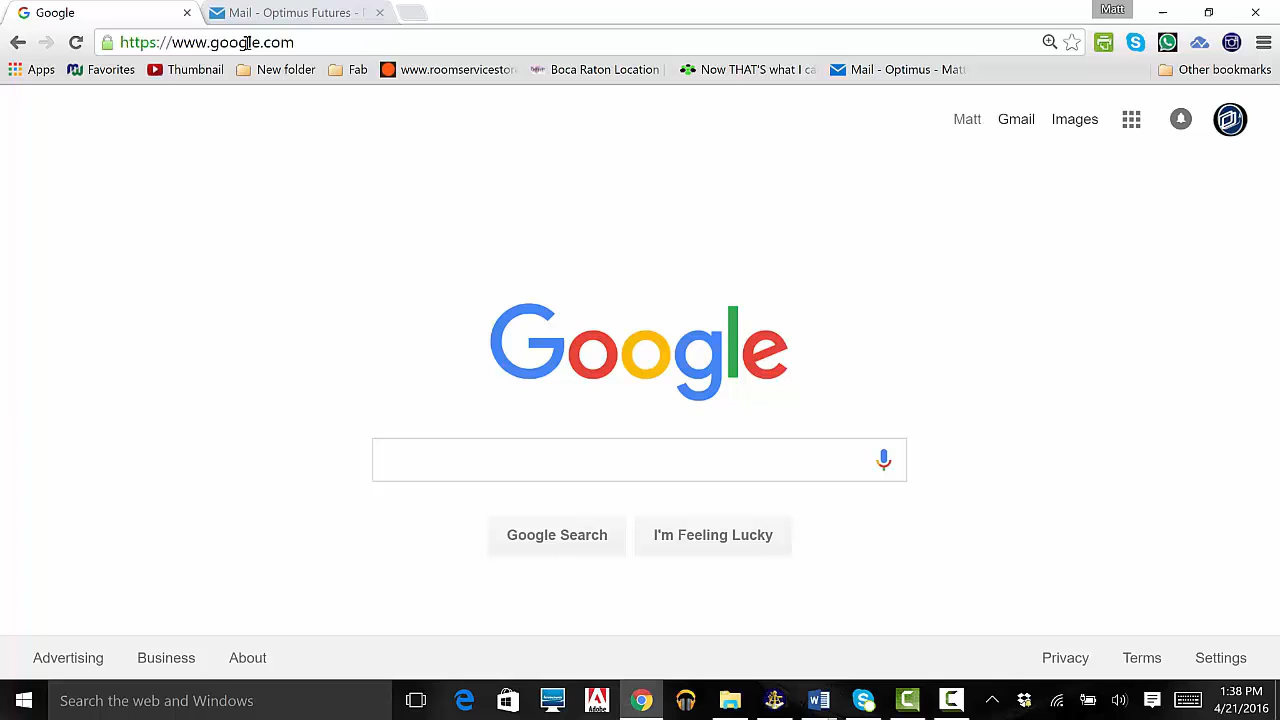 Google
Mail - Optimus Futures -
Matt
https://www.google.com
Apps
Favorites
Thumbnail
New folder
Fab
www.roomservicestor
Boca Raton Location
Now THAT'S what I ca
Mail - Optimus - Matt
Other bookmarks
Matt
Gmail
Images
Google
Google Search
I'm Feeling Lucky
Advertising
Business
About
Privacy
Terms
Settings
Search the web and Windows
Adobe
1:38 PM
4/21/2016